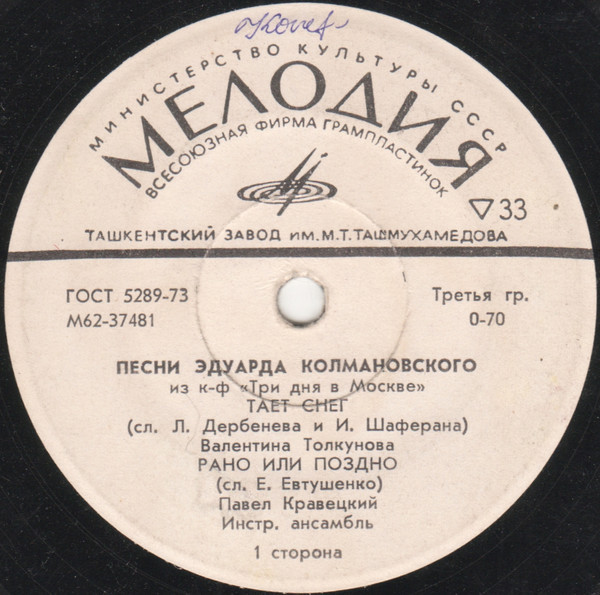 МИНИСТЕРСТВО КУЛЬТУРЫ СССР
МЕЛОДИЯ
ВСЕСОЮЗНАЯ ФИРМА ГРАМПЛАСТИНОК
33
ТАШКЕНТСКИЙ ЗАВОД ИМ. М.Т. ТАШМУХАМЕДОВА
ГОСТ 5289-73
Третья гр.
М62-37481
0-70
ПЕСНИ ЭДУАРДА КОЛМАНОВСКОГО
из к-ф «Три дня в Москве»
ТАЕТ СНЕГ
(сл. Л. Дербенева и И. Шаферана)
Валентина Толкунова
РАНО ИЛИ ПОЗДНО
(сл. Е. Евтушенко)
Павел Кравецкий
Инстр. ансамбль
1 сторона